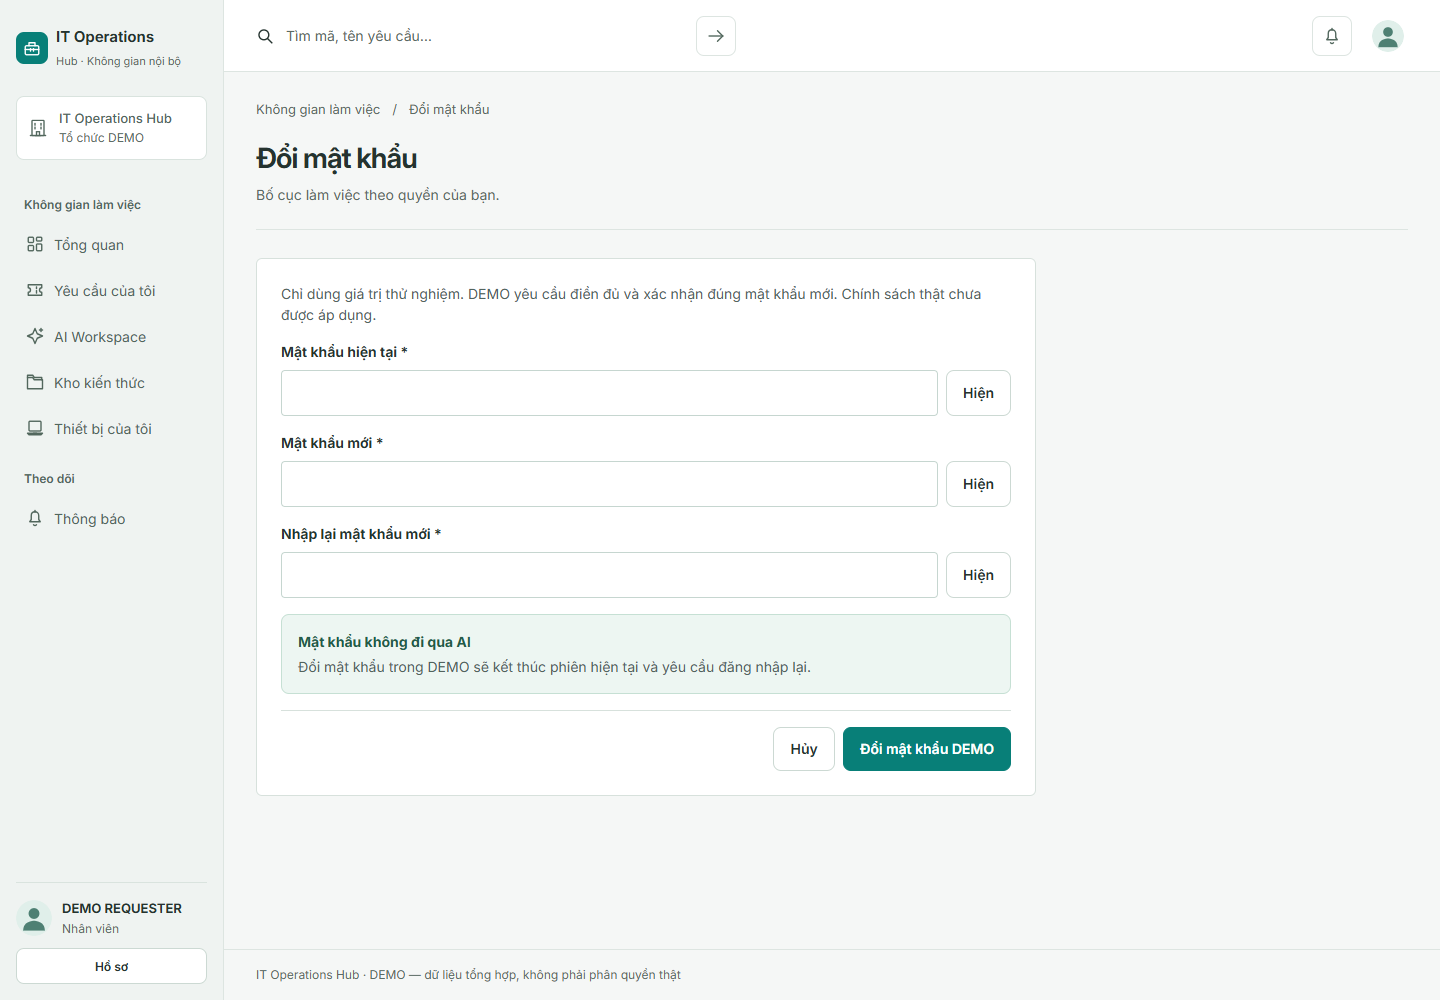 IT Operations
Hub · Không gian nội bộ
IT Operations Hub
Tổ chức DEMO
Không gian làm việc
Tổng quan
Yêu cầu của tôi
AI Workspace
Kho kiến thức
Thiết bị của tôi
Theo dõi
Thông báo
DEMO REQUESTER
Nhân viên
Hồ sơ
Tìm mã, tên yêu cầu...
Không gian làm việc / Đổi mật khẩu
Đổi mật khẩu
Bố cục làm việc theo quyền của bạn.
Chỉ dùng giá trị thử nghiệm. DEMO yêu cầu điền đủ và xác nhận đúng mật khẩu mới. Chính sách thật chưa
được áp dụng.
Mật khẩu hiện tại *
Hiện
Mật khẩu mới *
Hiện
Nhập lại mật khẩu mới *
Hiện
Mật khẩu không đi qua AI
Đổi mật khẩu trong DEMO sẽ kết thúc phiên hiện tại và yêu cầu đăng nhập lại.
Hủy
Đổi mật khẩu DEMO
IT Operations Hub · DEMO — dữ liệu tổng hợp, không phải phân quyền thật